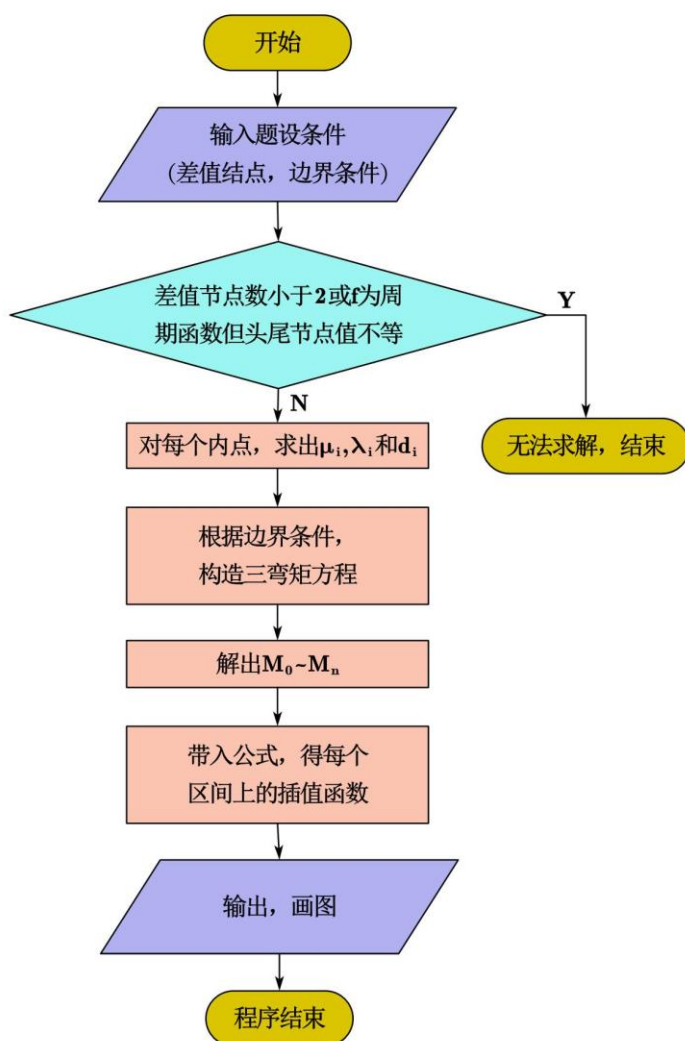 开始
输入题设条件
(差值结点，边界条件)
差值节点数小于2或f为周
期函数但头尾节点值不等
Y
N
对每个内点，求出μᵢ,λᵢ和dᵢ
无法求解，结束
根据边界条件，
构造三弯矩方程
解出M₀~Mₙ
带入公式，得每个
区间上的插值函数
输出，画图
程序结束